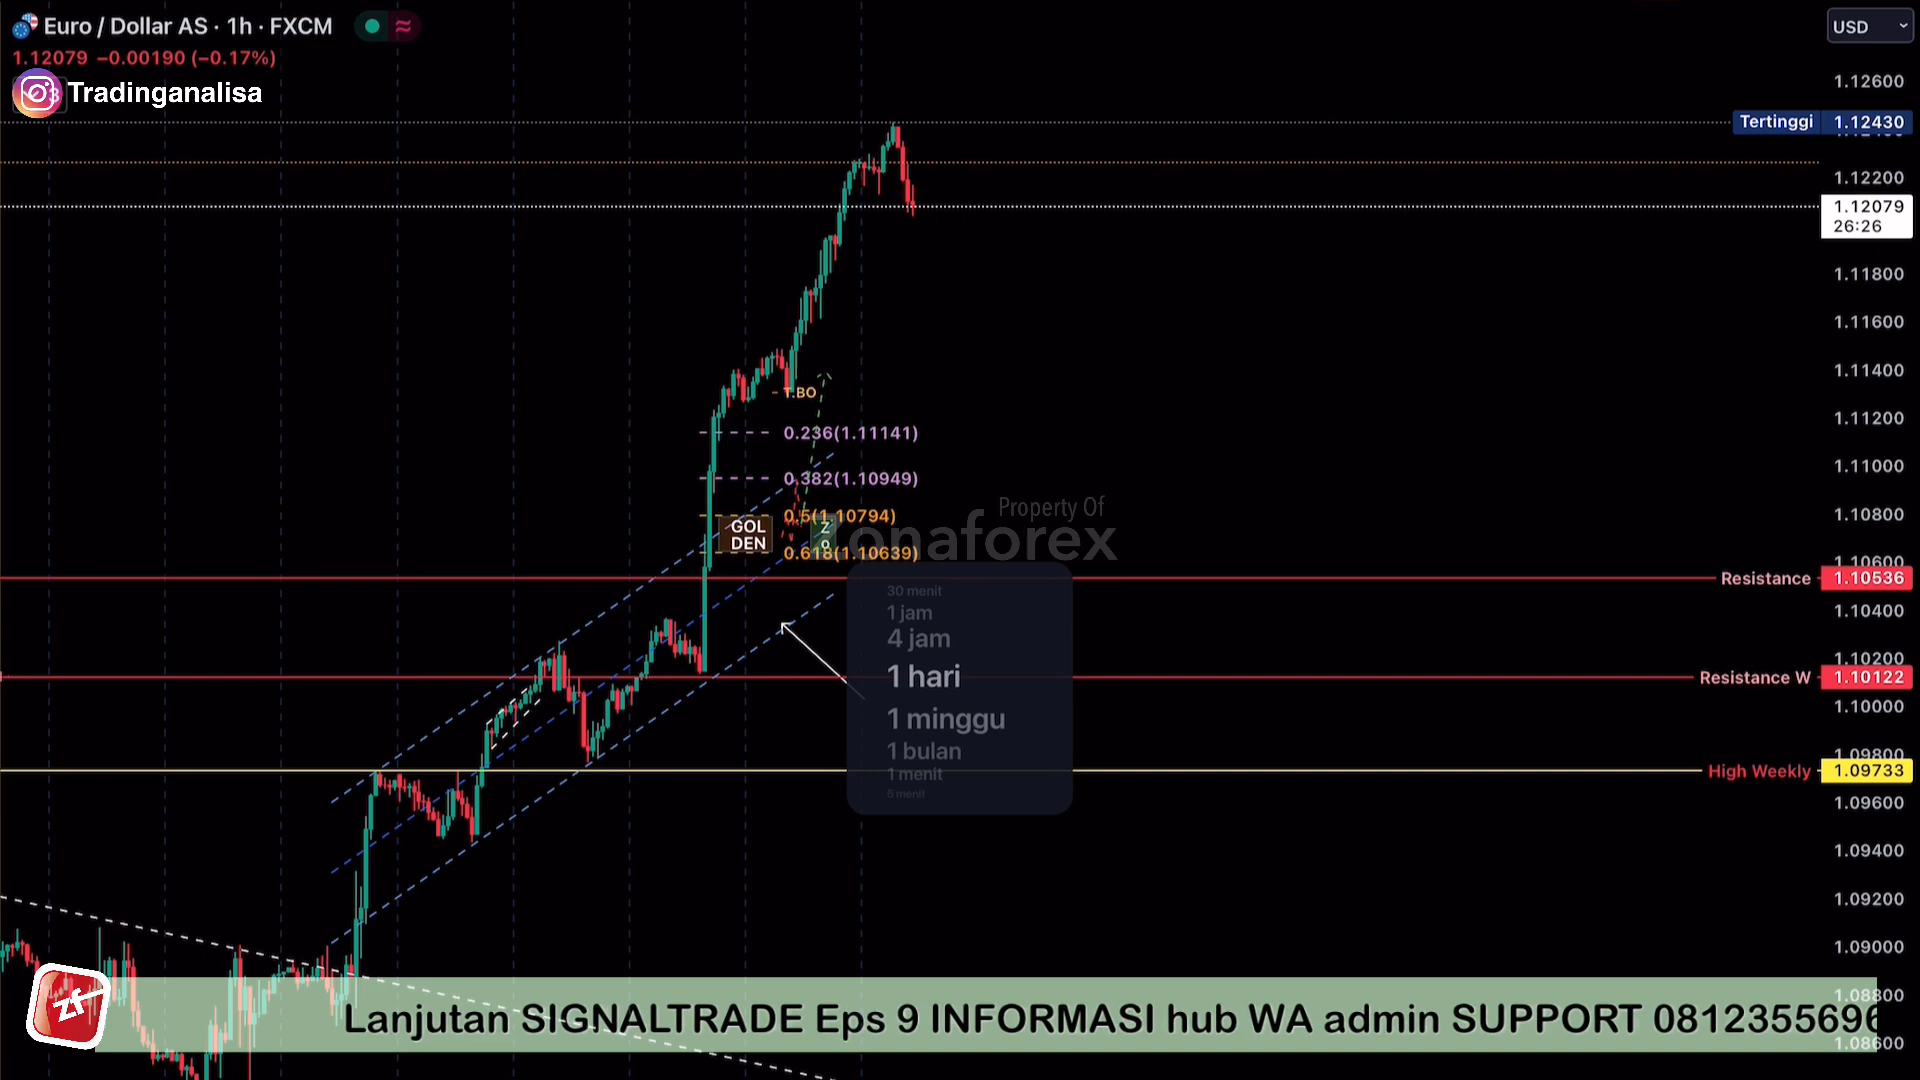 Euro / Dollar AS · 1h · FXCM
USD
1.12079 −0.00190 (−0.17%)
Tradinganalisa
1.12600
Tertinggi 1.12430
1.12200
1.12079
26:26
1.11800
1.11600
1.11400
T.BO
1.11200
0.236(1.11141)
1.11000
0.382(1.10949)
Property Of
0.5(1.10794)
1.10800
GOL
DEN
Z
o
onaforex
0.618(1.10639)
1.10600
Resistance 1.10536
30 menit
1 jam
1.10400
4 jam
1.10200
1 hari
Resistance W 1.10122
1.10000
1 minggu
1 bulan
1.09800
High Weekly 1.09733
1 menit
5 menit
1.09600
1.09400
1.09200
1.09000
zf
1.08800
Lanjutan SIGNALTRADE Eps 9 INFORMASI hub WA admin SUPPORT 0812355696
1.08600